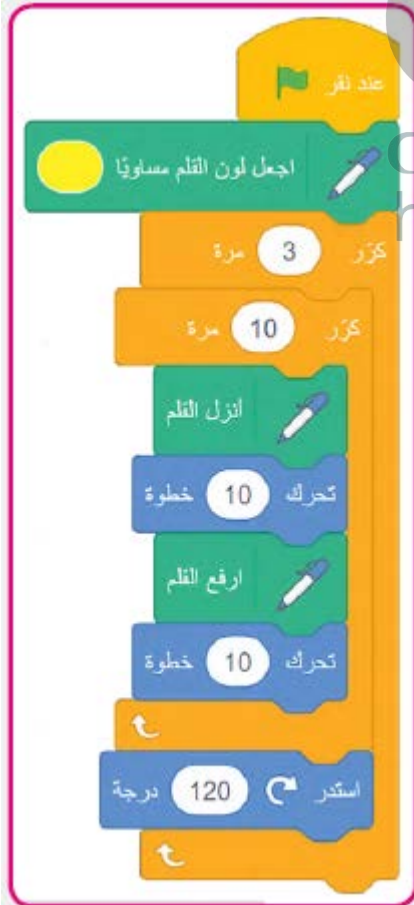 عند نقر
اجعل لون القلم مساويًا
كرّر 3 مرة
كرّر 10 مرة
أنزل القلم
تحرك 10 خطوة
ارفع القلم
تحرك 10 خطوة
استدر 120 درجة